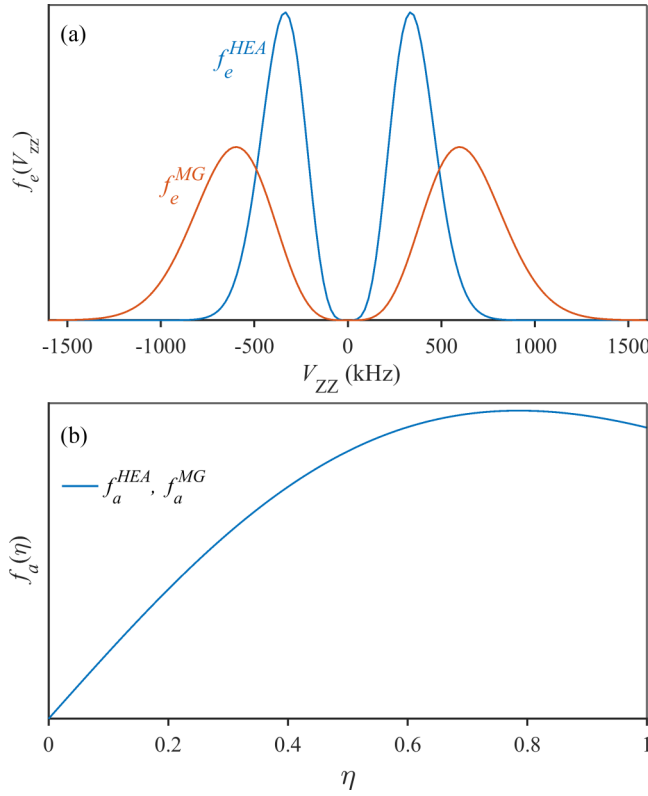 (a)
f_e^{HEA}
f_e^{MG}
f_e(V_{ZZ})
-1500 -1000 -500 0 500 1000 1500
V_{ZZ} (kHz)
(b)
f_a^{HEA}, f_a^{MG}
f_a(η)
0 0.2 0.4 0.6 0.8 1
η